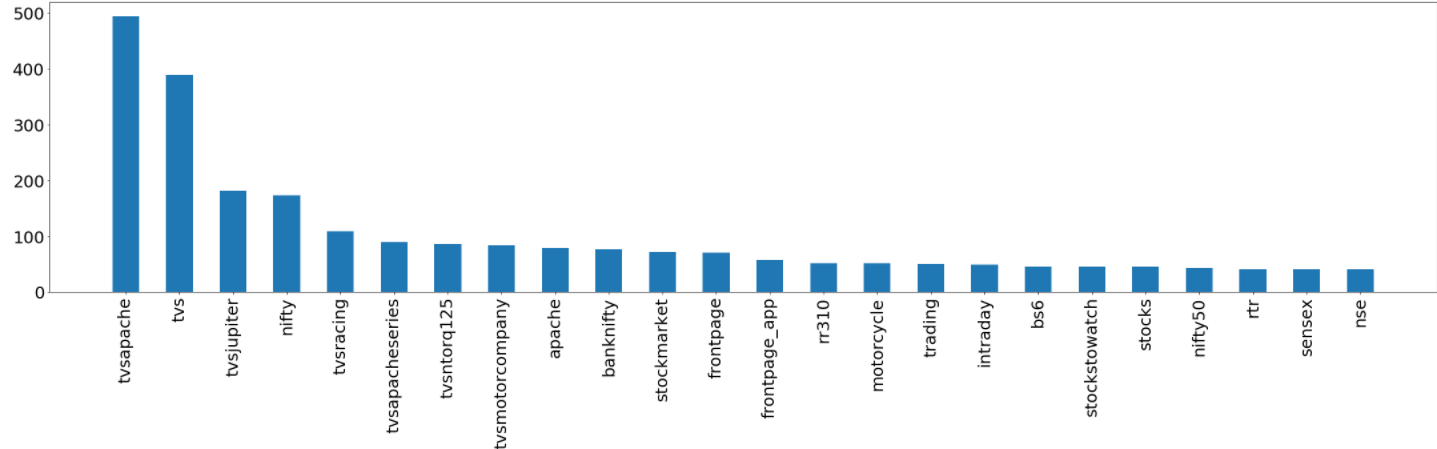 500
400
300
200
100
0
tvsapache
tvs
tvsjupiter
nifty
tvsracing
tvsapacheseries
tvsntorq125
tvsmotorcompany
apache
banknifty
stockmarket
frontpage
frontpage_app
rr310
motorcycle
trading
intraday
bs6
stockstowatch
stocks
nifty50
rtr
sensex
nse